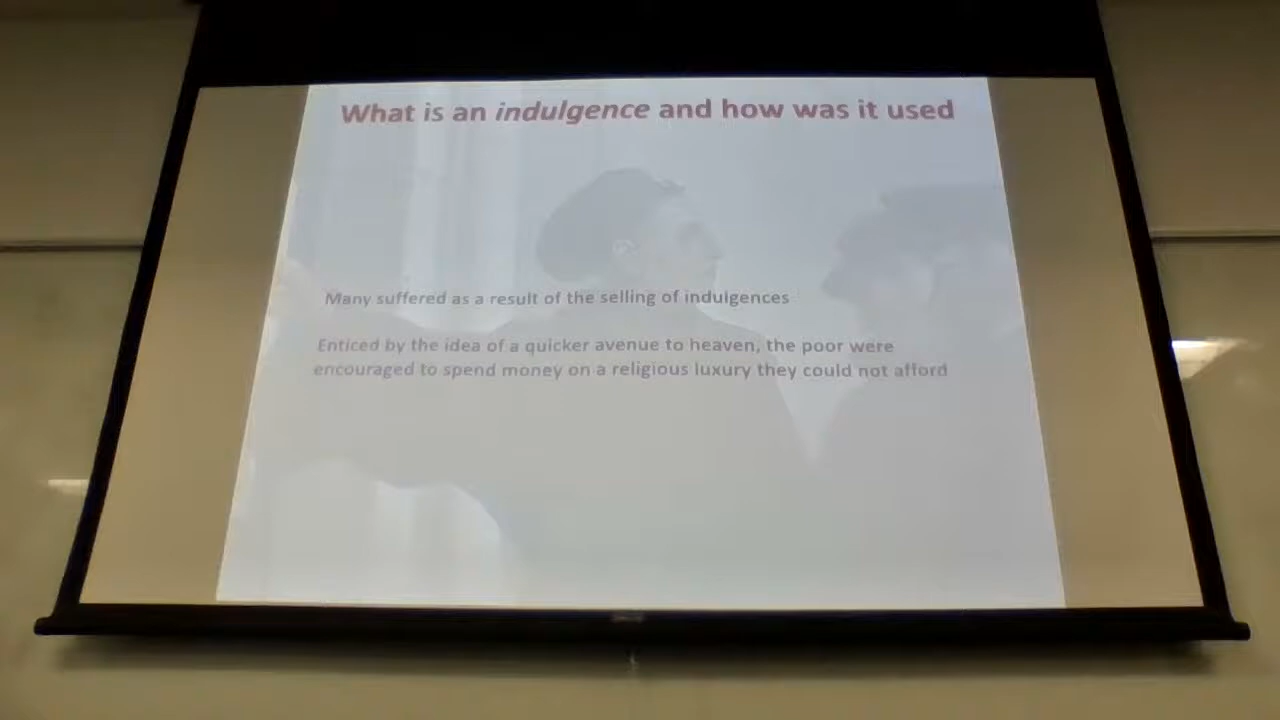 What is an indulgence and how was it used
Many suffered as a result of the selling of indulgences
Enticed by the idea of a quicker avenue to heaven, the poor were
encouraged to spend money on a religious luxury they could not afford